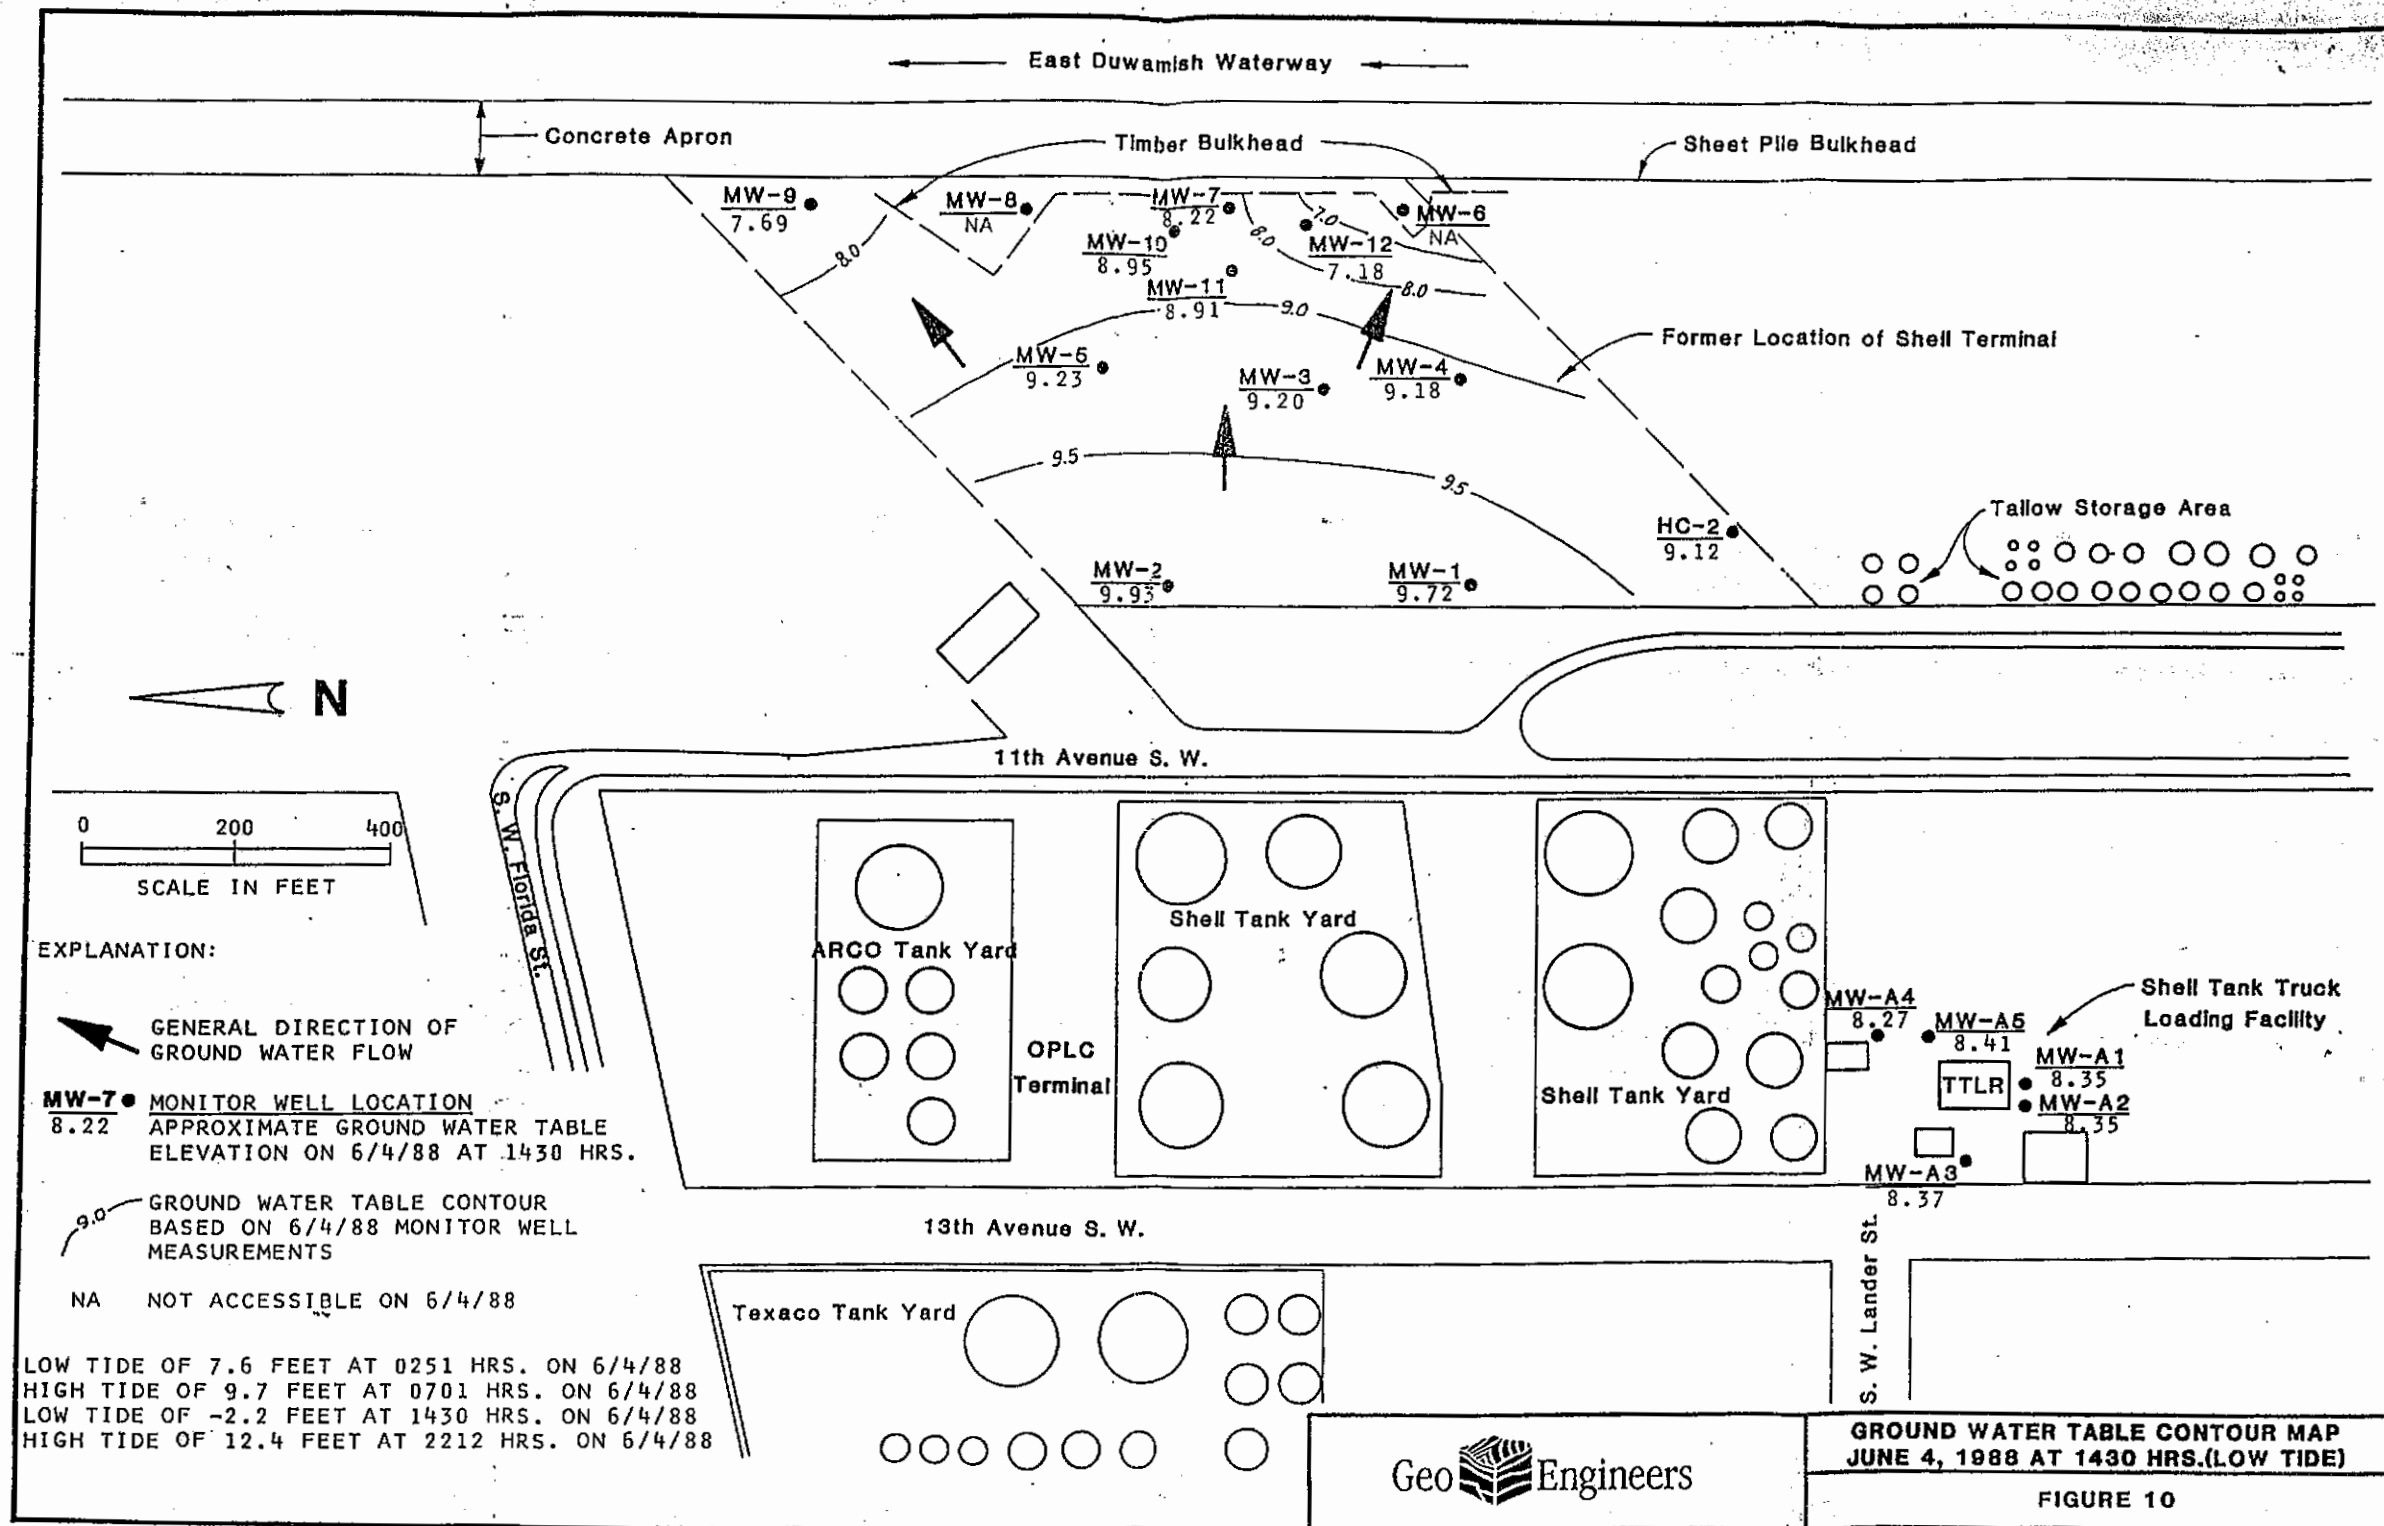 East Duwamish Waterway
Concrete Apron
Timber Bulkhead
Sheet Pile Bulkhead
MW-9
7.69
MW-8
NA
MW-7
8.22
MW-6
NA
MW-10
8.95
MW-12
7.18
MW-11
8.91
7.0
8.0
8.0
8.0
9.0
Former Location of Shell Terminal
MW-5
9.23
MW-3
9.20
MW-4
9.18
9.5
9.5
HC-2
9.12
Tallow Storage Area
MW-2
9.93
MW-1
9.72
N
11th Avenue S. W.
S. W. Florida St.
0 200 400
SCALE IN FEET
EXPLANATION:
GENERAL DIRECTION OF
GROUND WATER FLOW
MW-7 MONITOR WELL LOCATION
8.22 APPROXIMATE GROUND WATER TABLE
ELEVATION ON 6/4/88 AT 1430 HRS.
9.0 GROUND WATER TABLE CONTOUR
BASED ON 6/4/88 MONITOR WELL
MEASUREMENTS
NA NOT ACCESSIBLE ON 6/4/88
LOW TIDE OF 7.6 FEET AT 0251 HRS. ON 6/4/88
HIGH TIDE OF 9.7 FEET AT 0701 HRS. ON 6/4/88
LOW TIDE OF -2.2 FEET AT 1430 HRS. ON 6/4/88
HIGH TIDE OF 12.4 FEET AT 2212 HRS. ON 6/4/88
ARCO Tank Yard
OPLC
Terminal
Shell Tank Yard
Shell Tank Yard
MW-A4
8.27
MW-A5
8.41
Shell Tank Truck
Loading Facility
MW-A1
8.35
TTLR
MW-A2
8.35
MW-A3
8.37
13th Avenue S. W.
S. W. Lander St.
Texaco Tank Yard
Geo Engineers
GROUND WATER TABLE CONTOUR MAP
JUNE 4, 1988 AT 1430 HRS.(LOW TIDE)
FIGURE 10